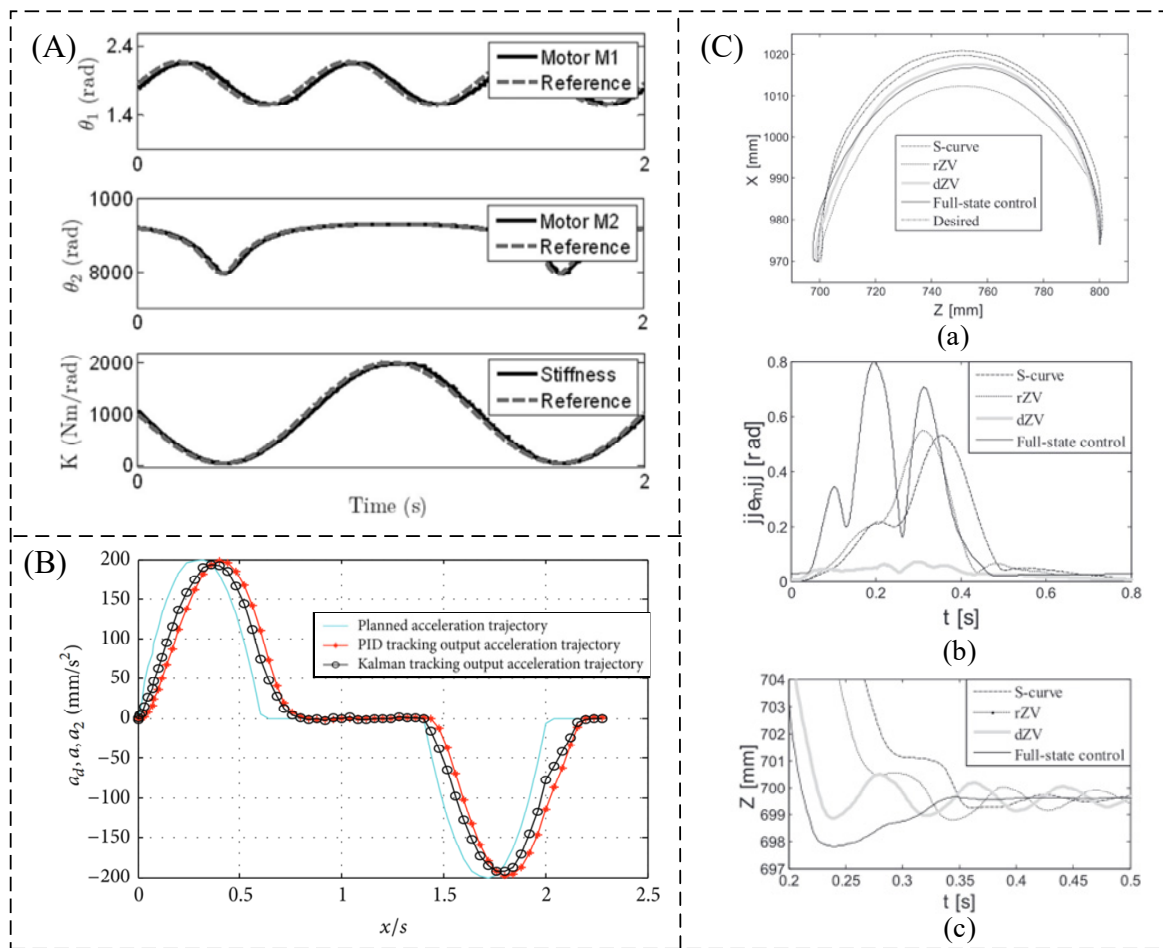 (A)
2.4
1.4
θ1 (rad)
Motor M1
Reference
0
2
1000
8000
θ2 (rad)
Motor M2
Reference
0
2
2000
1000
0
K (Nm/rad)
Stiffness
Reference
0
2
Time (s)
(B)
200
150
100
50
0
−50
−100
−150
−200
ad, a, a2 (mm/s2)
Planned acceleration trajectory
PID tracking output acceleration trajectory
Kalman tracking output acceleration trajectory
0
0.5
1
1.5
2
2.5
x/s
(C)
1020
1010
1000
990
980
970
X [mm]
S-curve
rZV
dZV
Full-state control
Desired
700
720
740
760
780
800
Z [mm]
(a)
0.8
0.6
0.4
0.2
0
jjemjj [rad]
S-curve
rZV
dZV
Full-state control
0
0.2
0.4
0.6
0.8
t [s]
(b)
704
703
702
701
700
699
698
697
Z [mm]
S-curve
rZV
dZV
Full-state control
0.2
0.25
0.3
0.35
0.4
0.45
0.5
t [s]
(c)